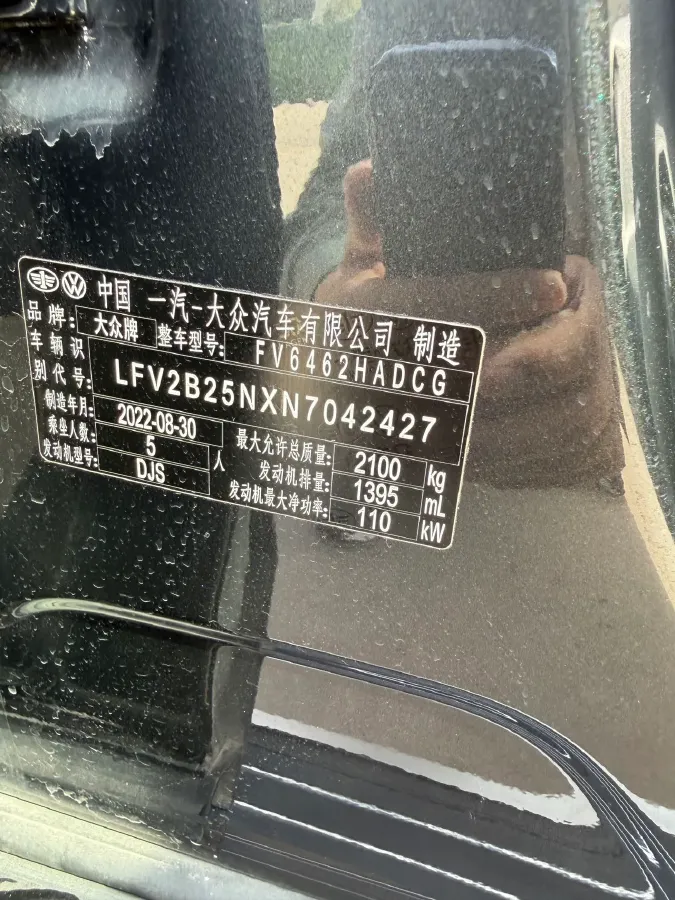 中国 一汽-大众汽车有限公司 制造
品牌: 大众牌 整车型号: FV6462HADCG
车辆识别代号: LFV2B25NXN7042427
制造年月: 2022-08-30 最大允许总质量: 2100 kg
乘坐人数: 5 人 发动机排量: 1395 mL
发动机型号: DJS 发动机最大净功率: 110 kW